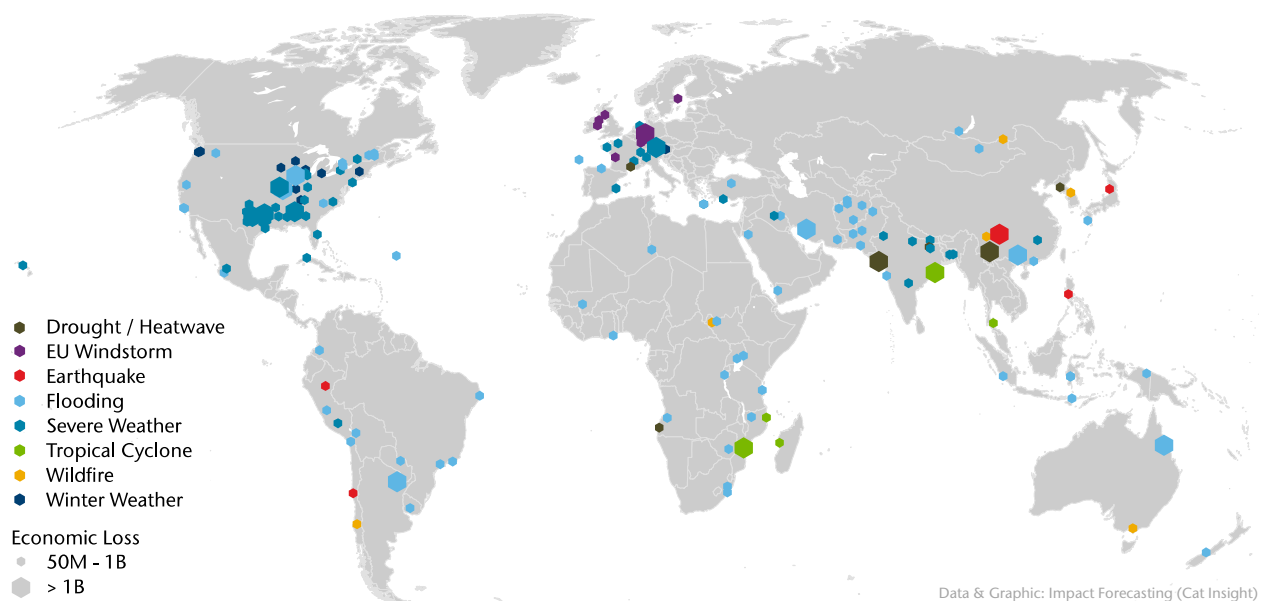 Drought / Heatwave
EU Windstorm
Earthquake
Flooding
Severe Weather
Tropical Cyclone
Wildfire
Winter Weather
Economic Loss
50M - 1B
> 1B
Data & Graphic: Impact Forecasting (Cat Insight)